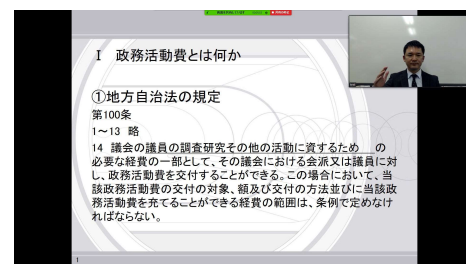 Ⅰ　政務活動費とは何か
①地方自治法の規定
第100条
1～13　略
14　議会の議員の調査研究その他の活動に資するため　の
必要な経費の一部として、その議会における会派又は議員に対
し、政務活動費を交付することができる。この場合において、当
該政務活動費の交付の対象、額及び交付の方法並びに当該政
務活動費を充てることができる経費の範囲は、条例で定めなけ
ればならない。
1